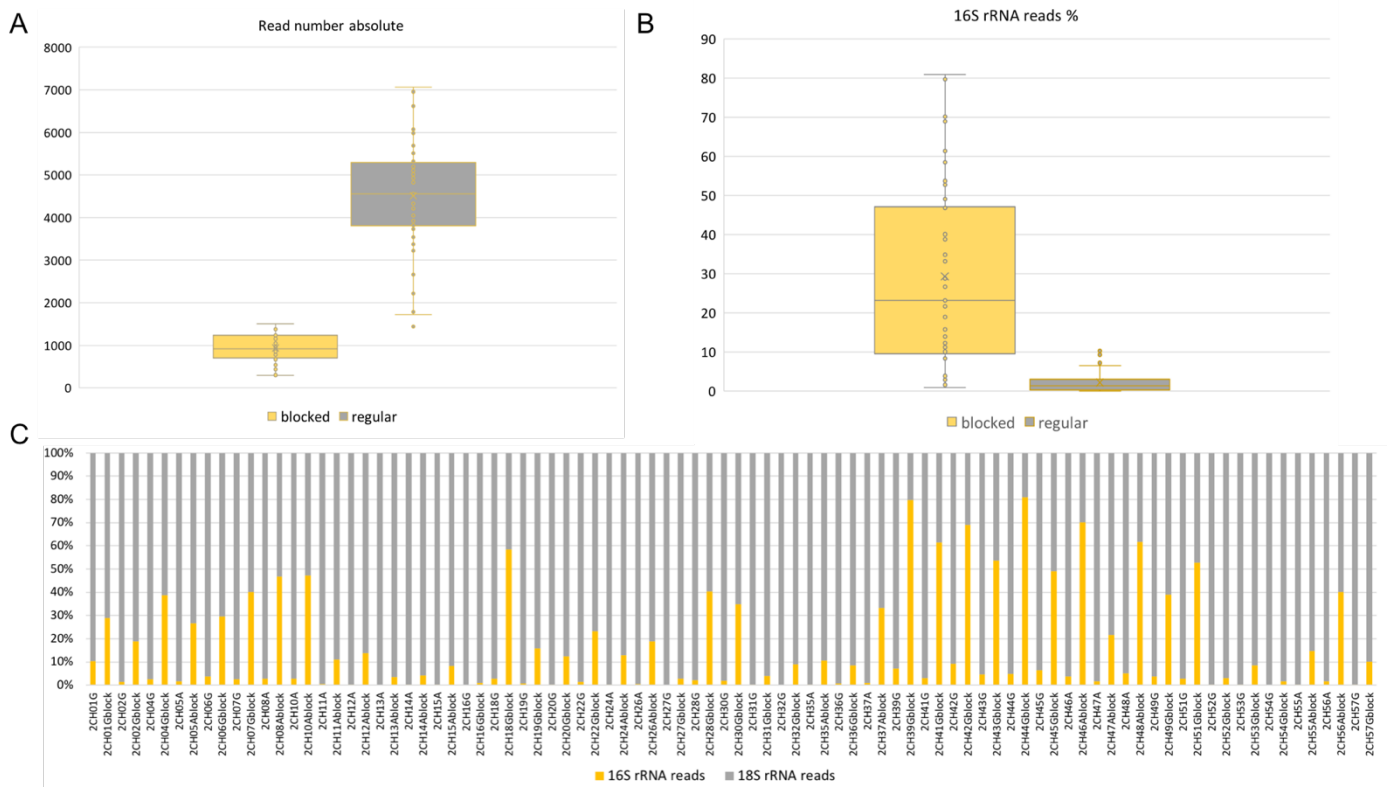 A
Read number absolute
8000
7000
6000
5000
4000
3000
2000
1000
0
blocked regular
B
16S rRNA reads %
90
80
70
60
50
40
30
20
10
0
blocked regular
C
100%
90%
80%
70%
60%
50%
40%
30%
20%
10%
0%
2CH01G
2CH01Gblock
2CH02G
2CH02Gblock
2CH04G
2CH04Gblock
2CH05A
2CH05Ablock
2CH06G
2CH06Gblock
2CH07G
2CH07Gblock
2CH08A
2CH08Ablock
2CH10A
2CH10Ablock
2CH11A
2CH11Ablock
2CH12A
2CH12Ablock
2CH13A
2CH13Ablock
2CH14A
2CH14Ablock
2CH15A
2CH15Ablock
2CH16G
2CH16Gblock
2CH18G
2CH18Gblock
2CH19G
2CH19Gblock
2CH20G
2CH20Gblock
2CH22G
2CH22Gblock
2CH24A
2CH24Ablock
2CH26A
2CH26Ablock
2CH27G
2CH27Gblock
2CH28G
2CH28Gblock
2CH30G
2CH30Gblock
2CH31G
2CH31Gblock
2CH32G
2CH32Gblock
2CH35A
2CH35Ablock
2CH36G
2CH36Gblock
2CH37A
2CH37Ablock
2CH39G
2CH39Gblock
2CH41G
2CH41Gblock
2CH42G
2CH42Gblock
2CH43G
2CH43Gblock
2CH44G
2CH44Gblock
2CH45G
2CH45Gblock
2CH46A
2CH46Ablock
2CH47A
2CH47Ablock
2CH48A
2CH48Ablock
2CH49G
2CH49Gblock
2CH51G
2CH51Gblock
2CH52G
2CH52Gblock
2CH53G
2CH53Gblock
2CH54G
2CH54Gblock
2CH55A
2CH55Ablock
2CH56A
2CH56Ablock
2CH57G
2CH57Gblock
16S rRNA reads 18S rRNA reads